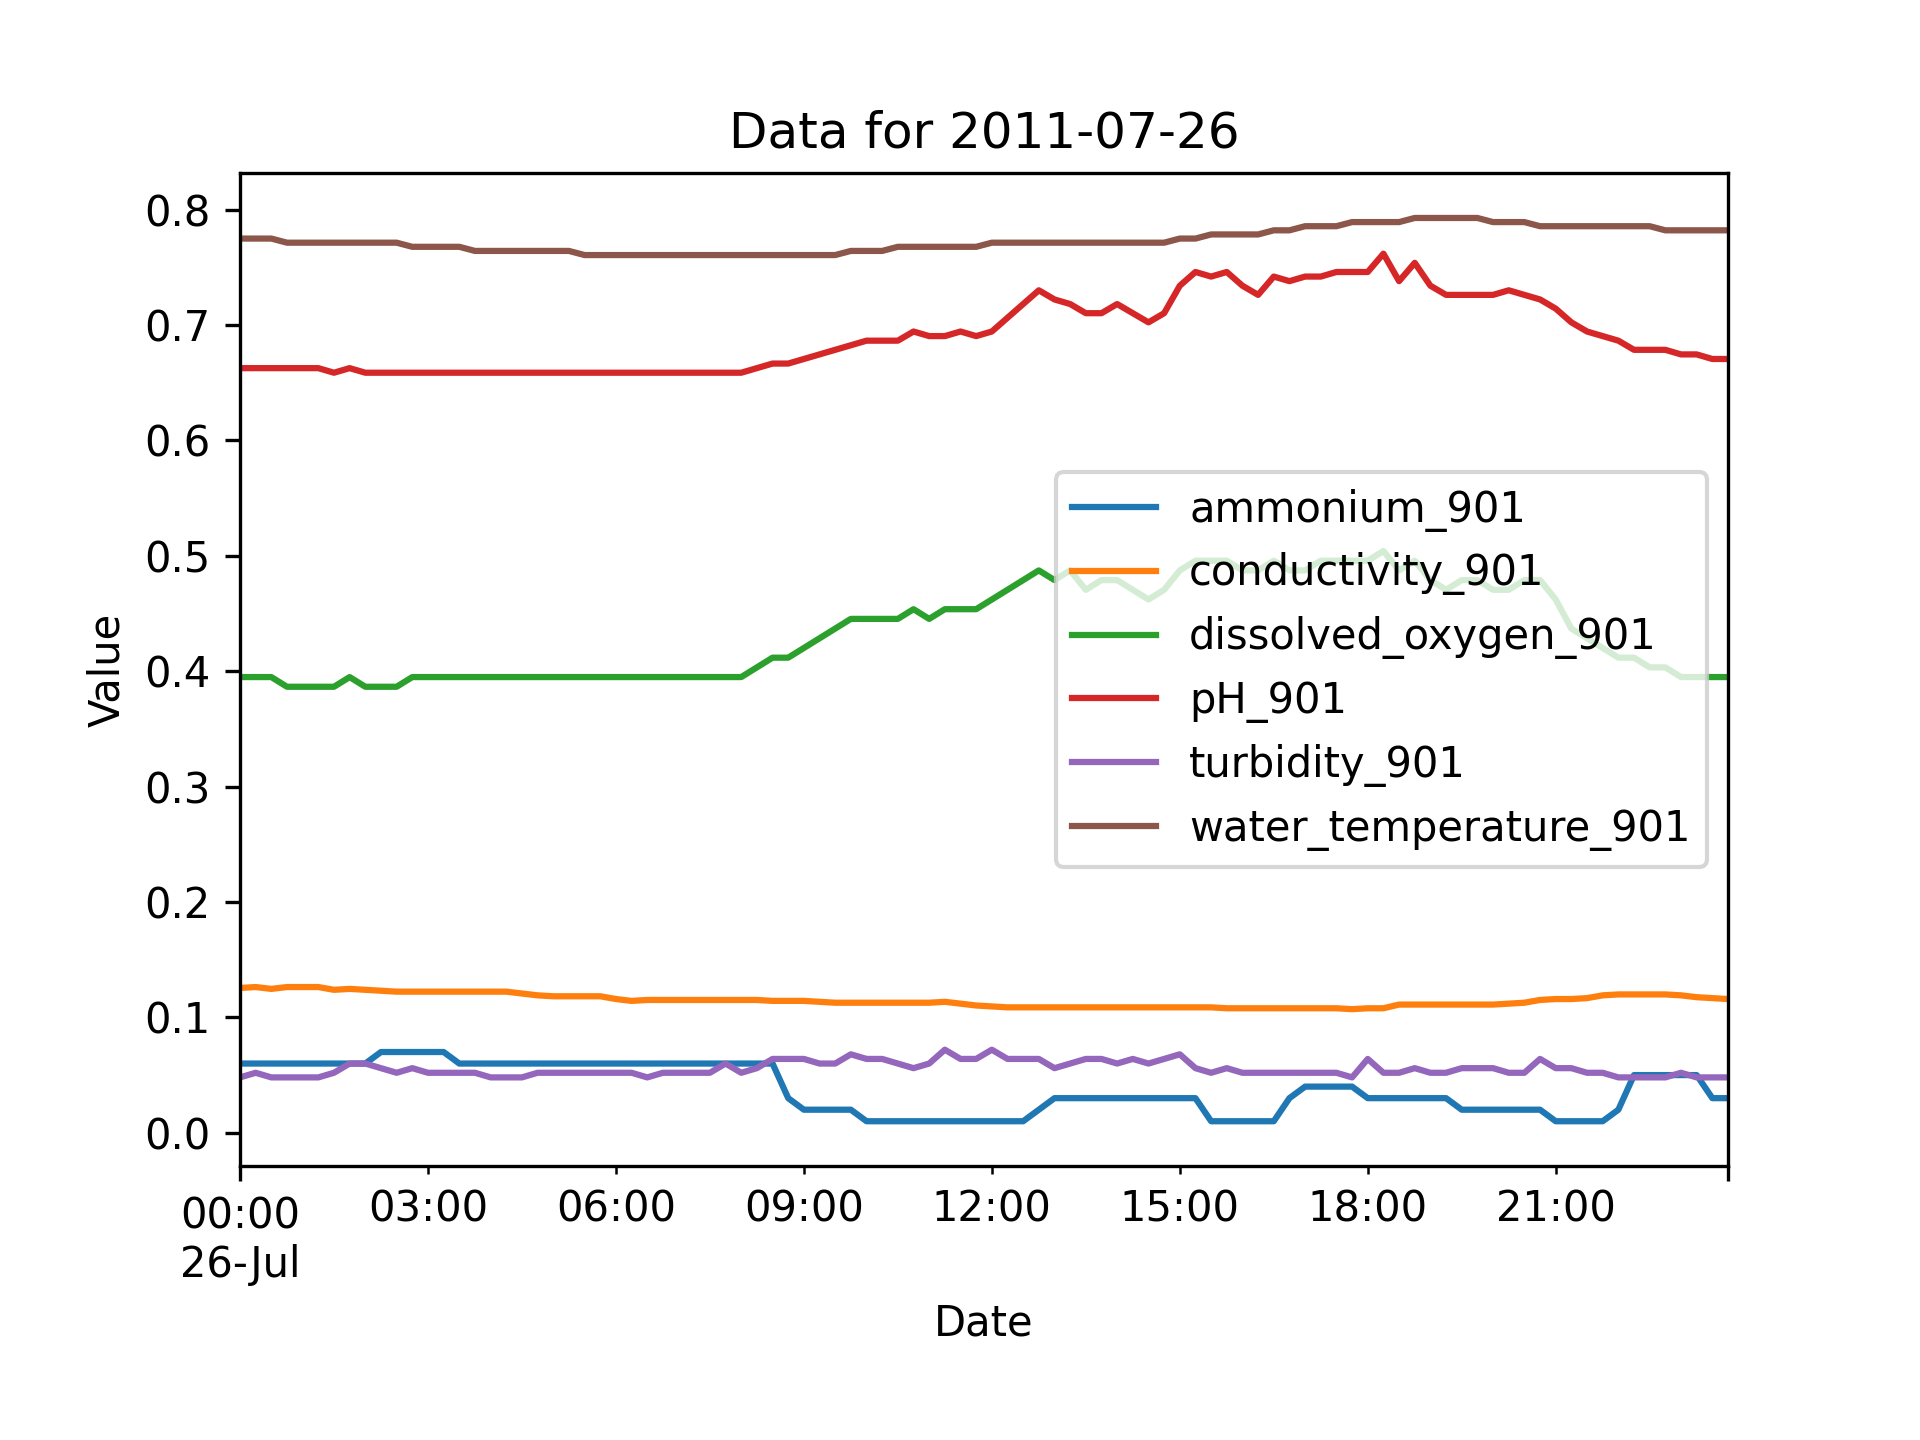 Data for 2011-07-26
0.8
0.7
0.6
0.5
0.4
0.3
0.2
0.1
0.0
Value
ammonium_901
conductivity_901
dissolved_oxygen_901
pH_901
turbidity_901
water_temperature_901
00:00 03:00 06:00 09:00 12:00 15:00 18:00 21:00
26-Jul
Date